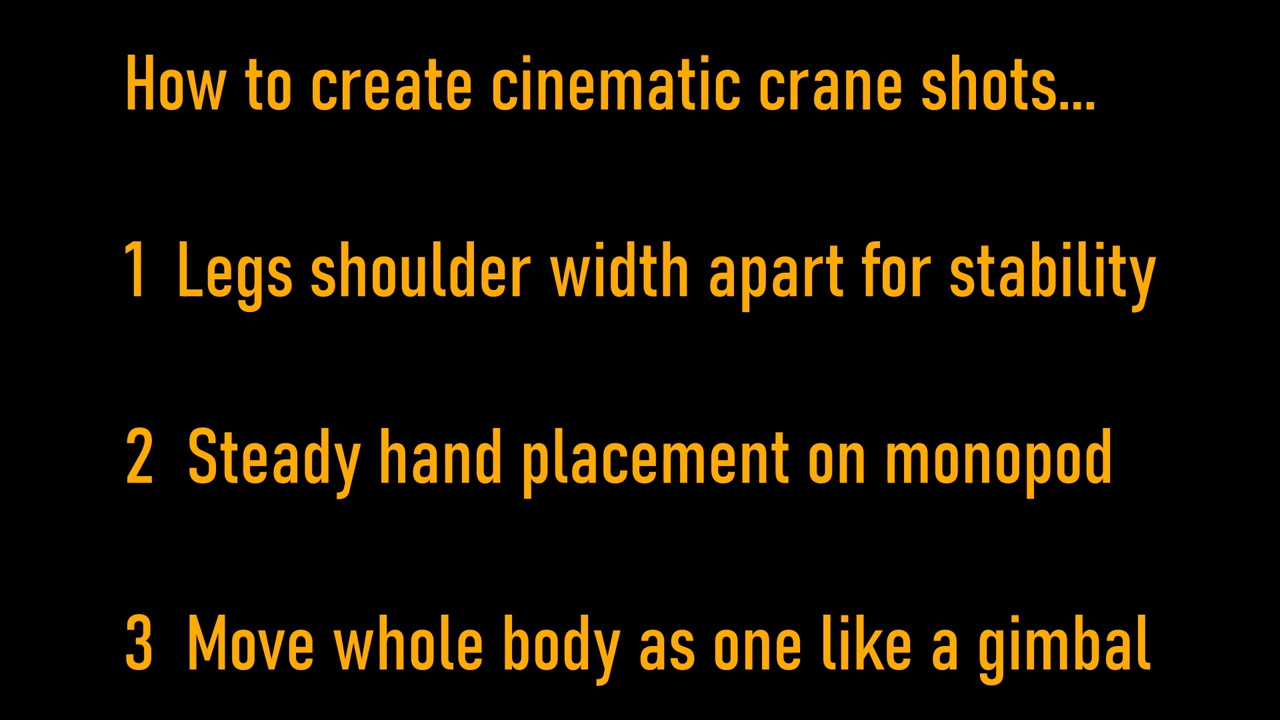 How to create cinematic crane shots...
1 Legs shoulder width apart for stability
2 Steady hand placement on monopod
3 Move whole body as one like a gimbal